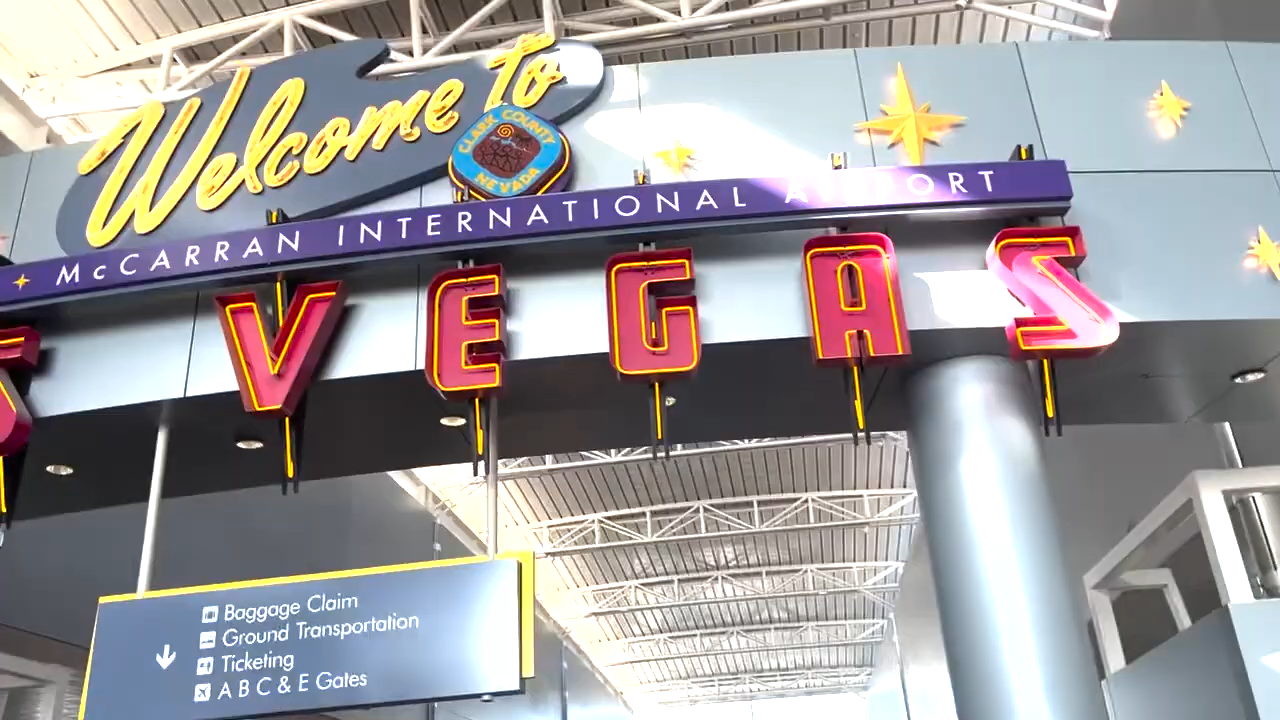 Welcome to
CLARK COUNTY
NEVADA
McCARRAN INTERNATIONAL AIRPORT
VEGAS
Baggage Claim
Ground Transportation
Ticketing
A B C & E Gates